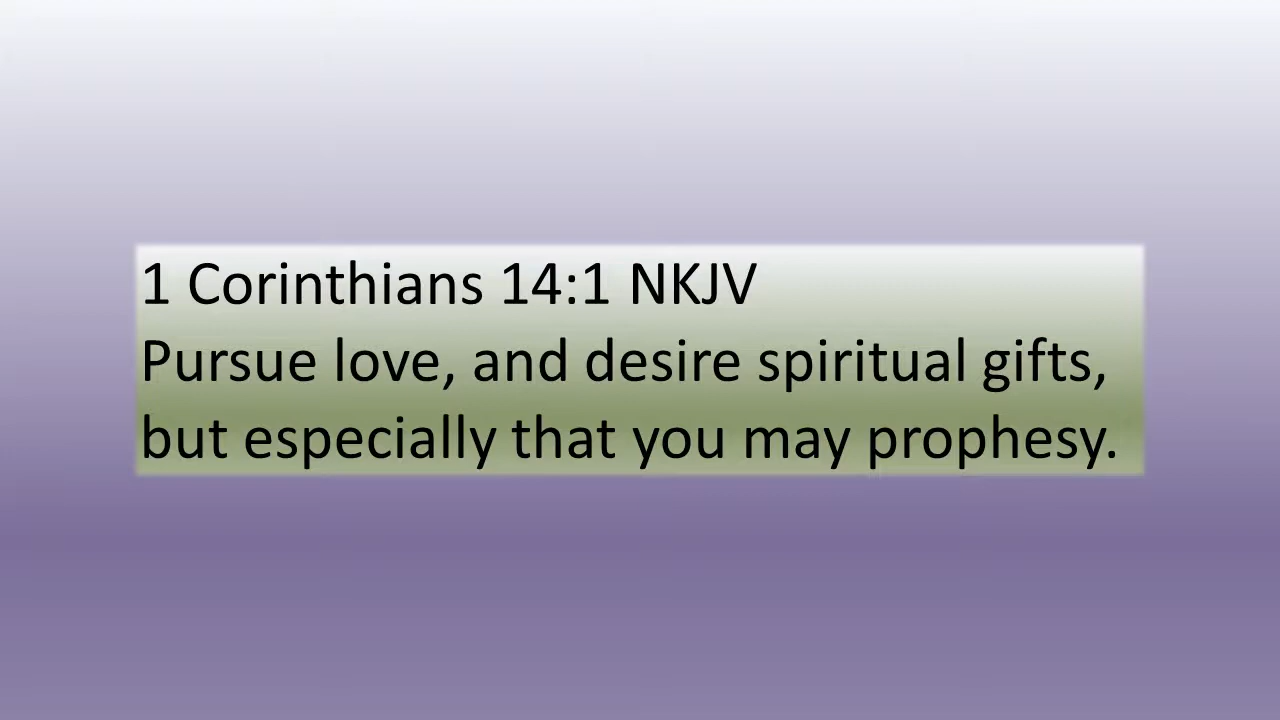 1 Corinthians 14:1 NKJV
Pursue love, and desire spiritual gifts,
but especially that you may prophesy.